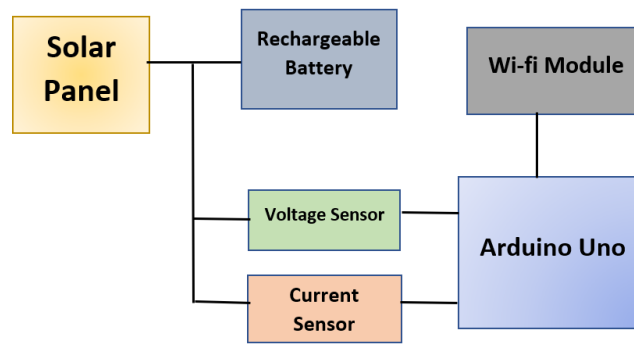 Solar
Panel
Rechargeable
Battery
Wi-fi Module
Voltage Sensor
Arduino Uno
Current
Sensor